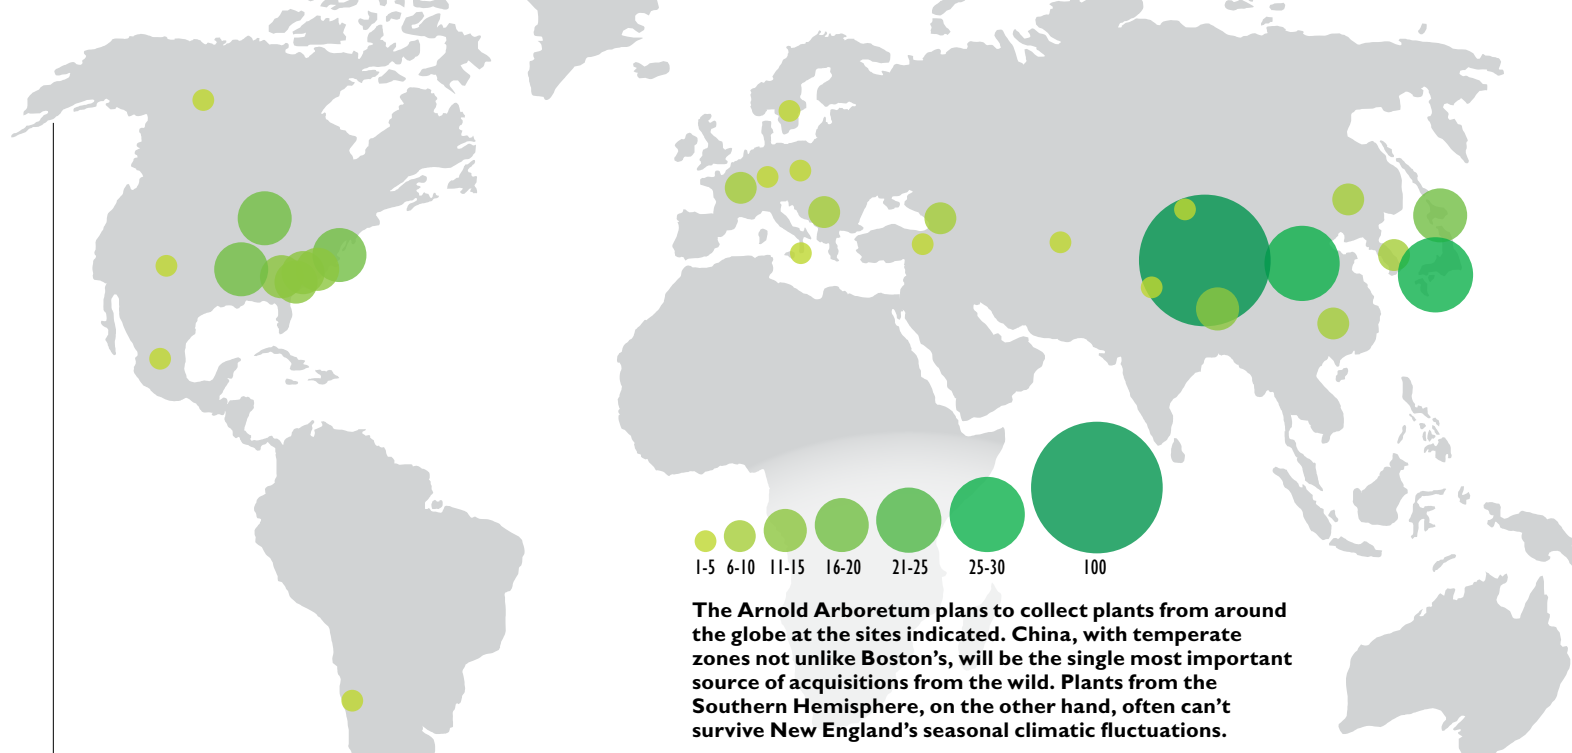 1-5 6-10 11-15 16-20 21-25 25-30 100
The Arnold Arboretum plans to collect plants from around
the globe at the sites indicated. China, with temperate
zones not unlike Boston’s, will be the single most important
source of acquisitions from the wild. Plants from the
Southern Hemisphere, on the other hand, often can’t
survive New England’s seasonal climatic fluctuations.